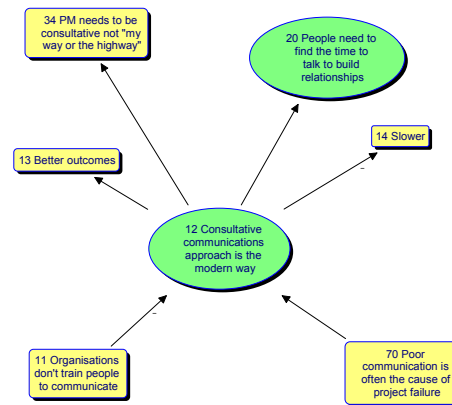 34 PM needs to be
consultative not "my
way or the highway"
20 People need to
find the time to
talk to build
relationships
14 Slower
13 Better outcomes
12 Consultative
communications
approach is the
modern way
11 Organisations
don't train people
to communicate
70 Poor
communication is
often the cause of
project failure